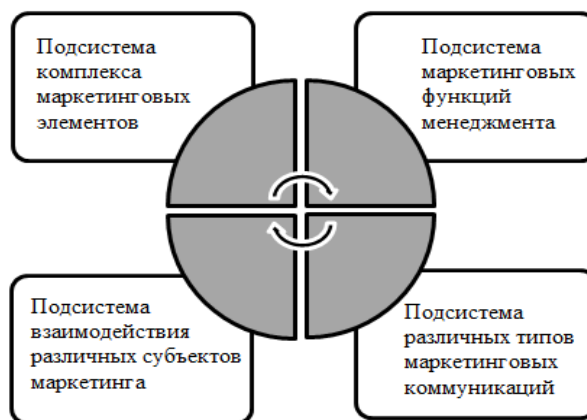 Подсистема
комплекса
маркетинговых
элементов
Подсистема
маркетинговых
функций
менеджмента
Подсистема
взаимодействия
различных субъектов
маркетинга
Подсистема
различных типов
маркетинговых
коммуникаций